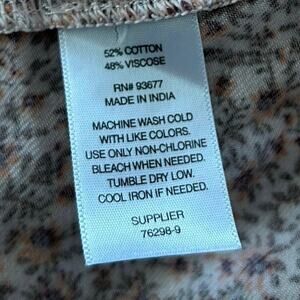 52% COTTON
48% VISCOSE
RN# 93677
MADE IN INDIA
MACHINE WASH COLD
WITH LIKE COLORS.
USE ONLY NON-CHLORINE
BLEACH WHEN NEEDED.
TUMBLE DRY LOW.
COOL IRON IF NEEDED.
SUPPLIER
76298-9